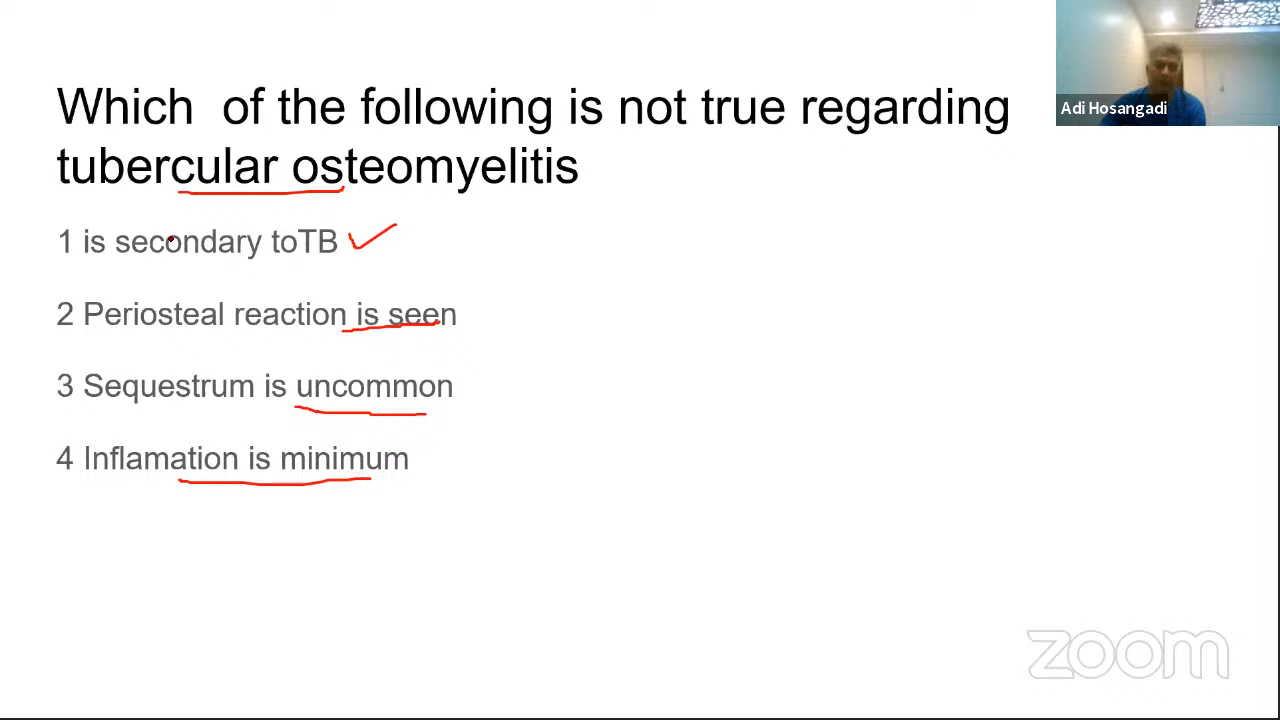 Which of the following is not true regarding
tubercular osteomyelitis
1 is secondary toTB
2 Periosteal reaction is seen
3 Sequestrum is uncommon
4 Inflamation is minimum
Adi Hosangadi
zoom